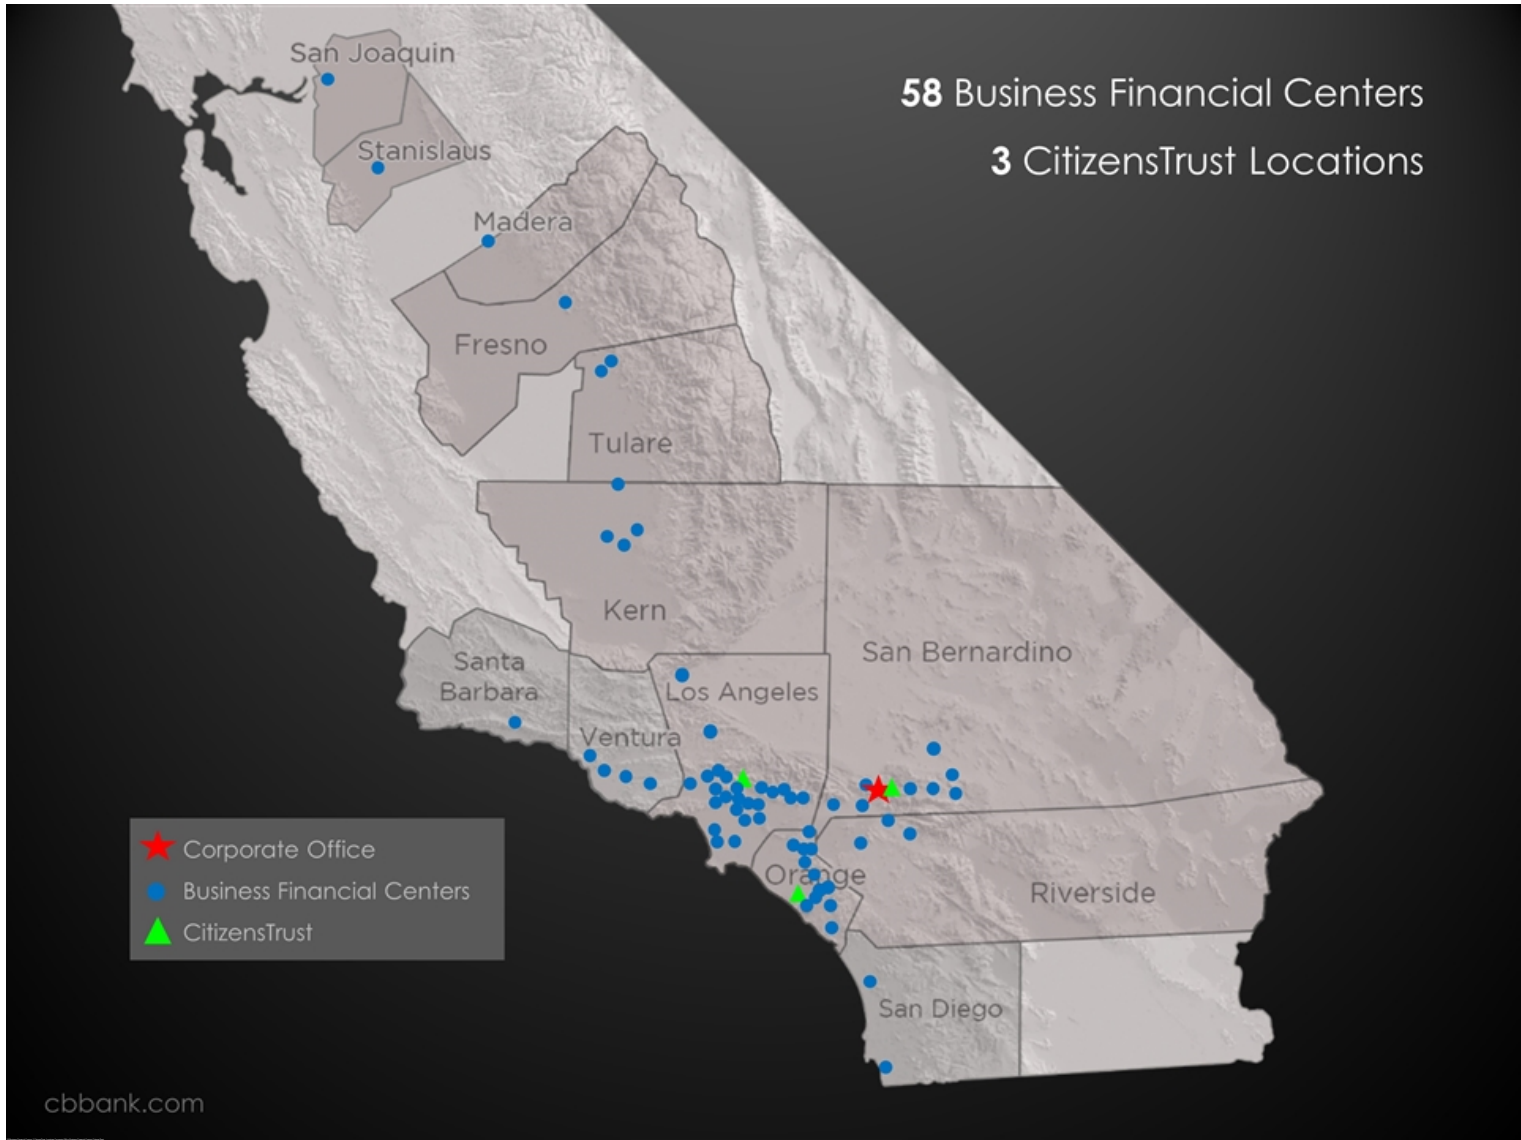 San Joaquin
58 Business Financial Centers
Stanislaus
3 CitizensTrust Locations
Madera
Fresno
Tulare
Kern
San Bernardino
Santa
Barbara
Los Angeles
Ventura
Corporate Office
Orange
Business Financial Centers
Riverside
CitizensTrust
San Diego
cbbank.com